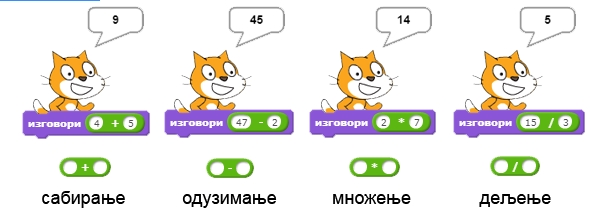 9 45 14 5
изговори 4 + 5 изговори 47 - 2 изговори 2 * 7 изговори 15 / 3
+ - * /
сабирање одузимање множење дељење